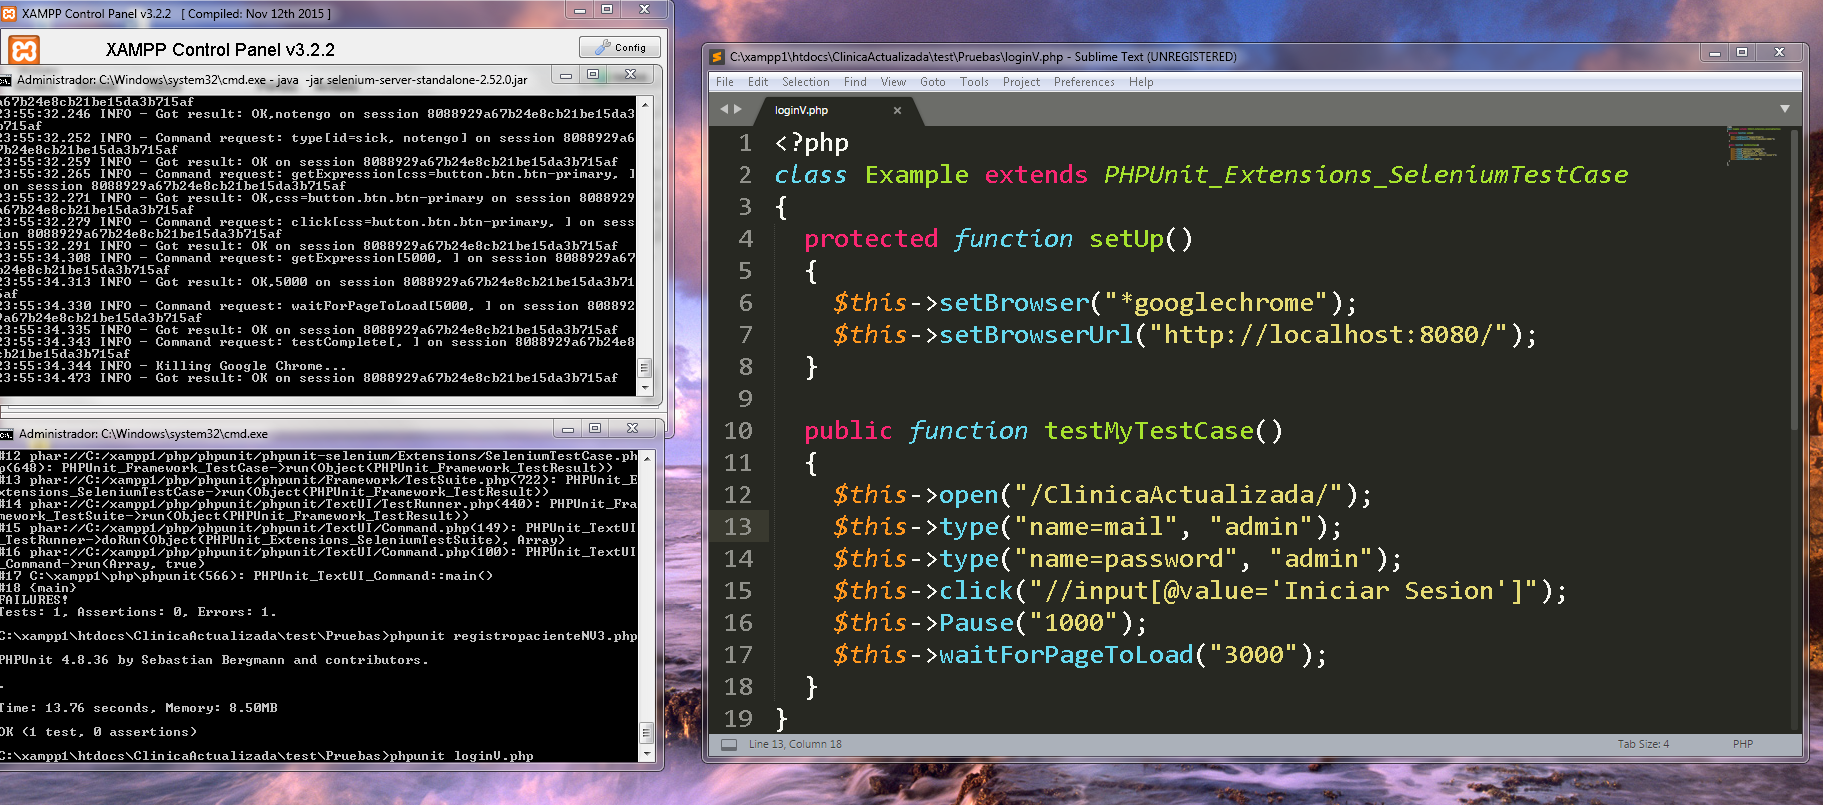 XAMPP Control Panel v3.2.2 [ Compiled: Nov 12th 2015 ]
XAMPP Control Panel v3.2.2
Config
Administrador: C:\Windows\system32\cmd.exe - java -jar selenium-server-standalone-2.52.0.jar
a67b24e8cb21be15da3b715af
23:55:32.246 INFO - Got result: OK,notengo on session 8088929a67b24e8cb21be15da3
b715af
23:55:32.252 INFO - Command request: type[id=sick, notengo] on session 8088929a6
7b24e8cb21be15da3b715af
23:55:32.259 INFO - Got result: OK on session 8088929a67b24e8cb21be15da3b715af
23:55:32.265 INFO - Command request: getExpression[css=button.btn.btn-primary, ]
on session 8088929a67b24e8cb21be15da3b715af
23:55:32.271 INFO - Got result: OK,css=button.btn.btn-primary on session 8088929
a67b24e8cb21be15da3b715af
23:55:32.279 INFO - Command request: click[css=button.btn.btn-primary, ] on sess
ion 8088929a67b24e8cb21be15da3b715af
23:55:32.291 INFO - Got result: OK on session 8088929a67b24e8cb21be15da3b715af
23:55:34.308 INFO - Command request: getExpression[5000, ] on session 8088929a67
b24e8cb21be15da3b715af
23:55:34.313 INFO - Got result: OK,5000 on session 8088929a67b24e8cb21be15da3b71
5af
23:55:34.330 INFO - Command request: waitForPageToLoad[5000, ] on session 808892
9a67b24e8cb21be15da3b715af
23:55:34.335 INFO - Got result: OK on session 8088929a67b24e8cb21be15da3b715af
23:55:34.343 INFO - Command request: testComplete[, ] on session 8088929a67b24e8
cb21be15da3b715af
23:55:34.344 INFO - Killing Google Chrome...
23:55:34.473 INFO - Got result: OK on session 8088929a67b24e8cb21be15da3b715af
Administrador: C:\Windows\system32\cmd.exe
#12 phar://C:/xampp1/php/phpunit/phpunit-selenium/Extensions/SeleniumTestCase.ph
p(648): PHPUnit_Framework_TestCase->run(Object(PHPUnit_Framework_TestResult))
#13 phar://C:/xampp1/php/phpunit/phpunit/Framework/TestSuite.php(722): PHPUnit_E
xtensions_SeleniumTestCase->run(Object(PHPUnit_Framework_TestResult))
#14 phar://C:/xampp1/php/phpunit/phpunit/TextUI/TestRunner.php(440): PHPUnit_Fra
mework_TestSuite->run(Object(PHPUnit_Framework_TestResult))
#15 phar://C:/xampp1/php/phpunit/phpunit/TextUI/Command.php(149): PHPUnit_TextUI
_TestRunner->doRun(Object(PHPUnit_Extensions_SeleniumTestSuite), Array)
#16 phar://C:/xampp1/php/phpunit/phpunit/TextUI/Command.php(100): PHPUnit_TextUI
_Command->run(Array, true)
#17 C:\xampp1\php\phpunit(566): PHPUnit_TextUI_Command::main()
#18 {main}
FAILURES!
Tests: 1, Assertions: 0, Errors: 1.
C:\xampp1\htdocs\ClinicaActualizada\test\Pruebas>phpunit registropacienteNV3.php
PHPUnit 4.8.36 by Sebastian Bergmann and contributors.
.
Time: 13.76 seconds, Memory: 8.50MB
OK (1 test, 0 assertions)
C:\xampp1\htdocs\ClinicaActualizada\test\Pruebas>phpunit loginV.php
C:\xampp1\htdocs\ClinicaActualizada\test\Pruebas\loginV.php - Sublime Text (UNREGISTERED)
File Edit Selection Find View Goto Tools Project Preferences Help
loginV.php
1 <?php
2 class Example extends PHPUnit_Extensions_SeleniumTestCase
3 {
4 protected function setUp()
5 {
6 $this->setBrowser("*googlechrome");
7 $this->setBrowserUrl("http://localhost:8080/");
8 }
9
10 public function testMyTestCase()
11 {
12 $this->open("/ClinicaActualizada/");
13 $this->type("name=mail", "admin");
14 $this->type("name=password", "admin");
15 $this->click("//input[@value='Iniciar Sesion']");
16 $this->Pause("1000");
17 $this->waitForPageToLoad("3000");
18 }
19 }
Line 13, Column 18
Tab Size: 4
PHP